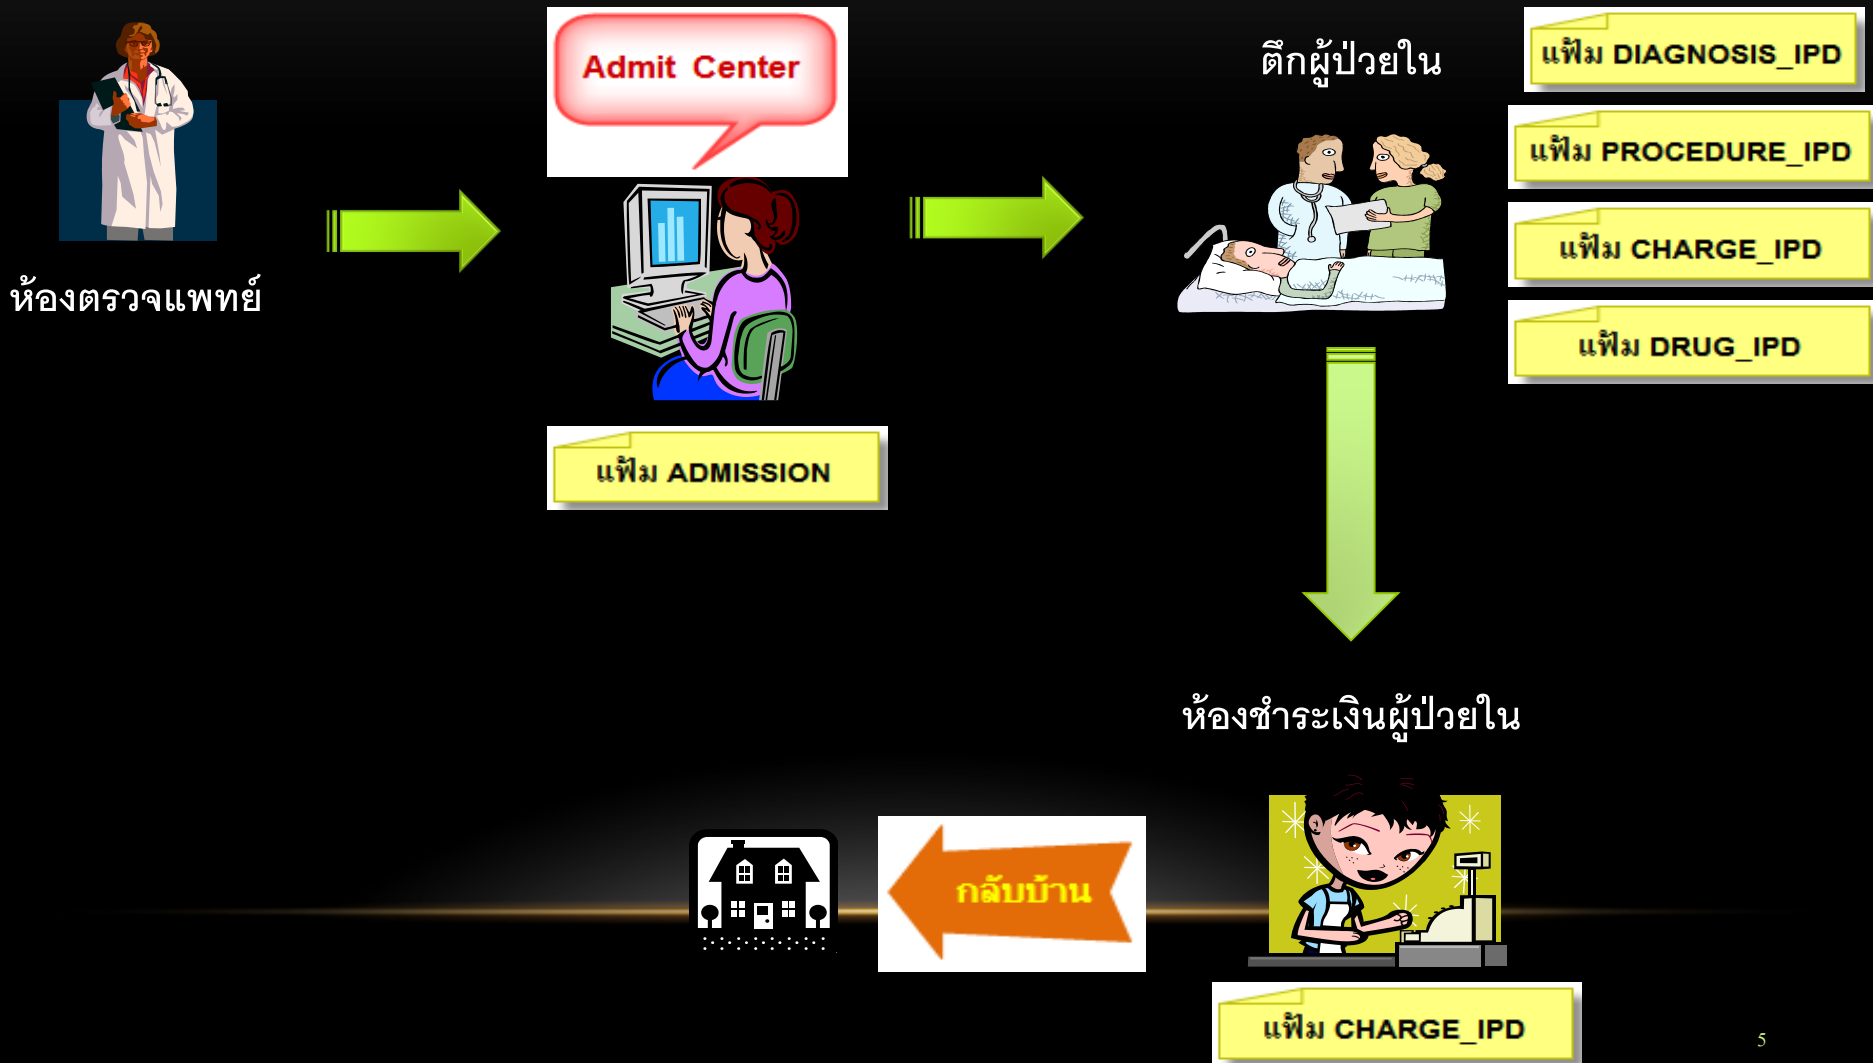 ห้องตรวจแพทย์
Admit Center
แฟ้ม ADMISSION
ตึกผู้ป่วยใน
แฟ้ม DIAGNOSIS_IPD
แฟ้ม PROCEDURE_IPD
แฟ้ม CHARGE_IPD
แฟ้ม DRUG_IPD
ห้องชำระเงินผู้ป่วยใน
กลับบ้าน
แฟ้ม CHARGE_IPD
5